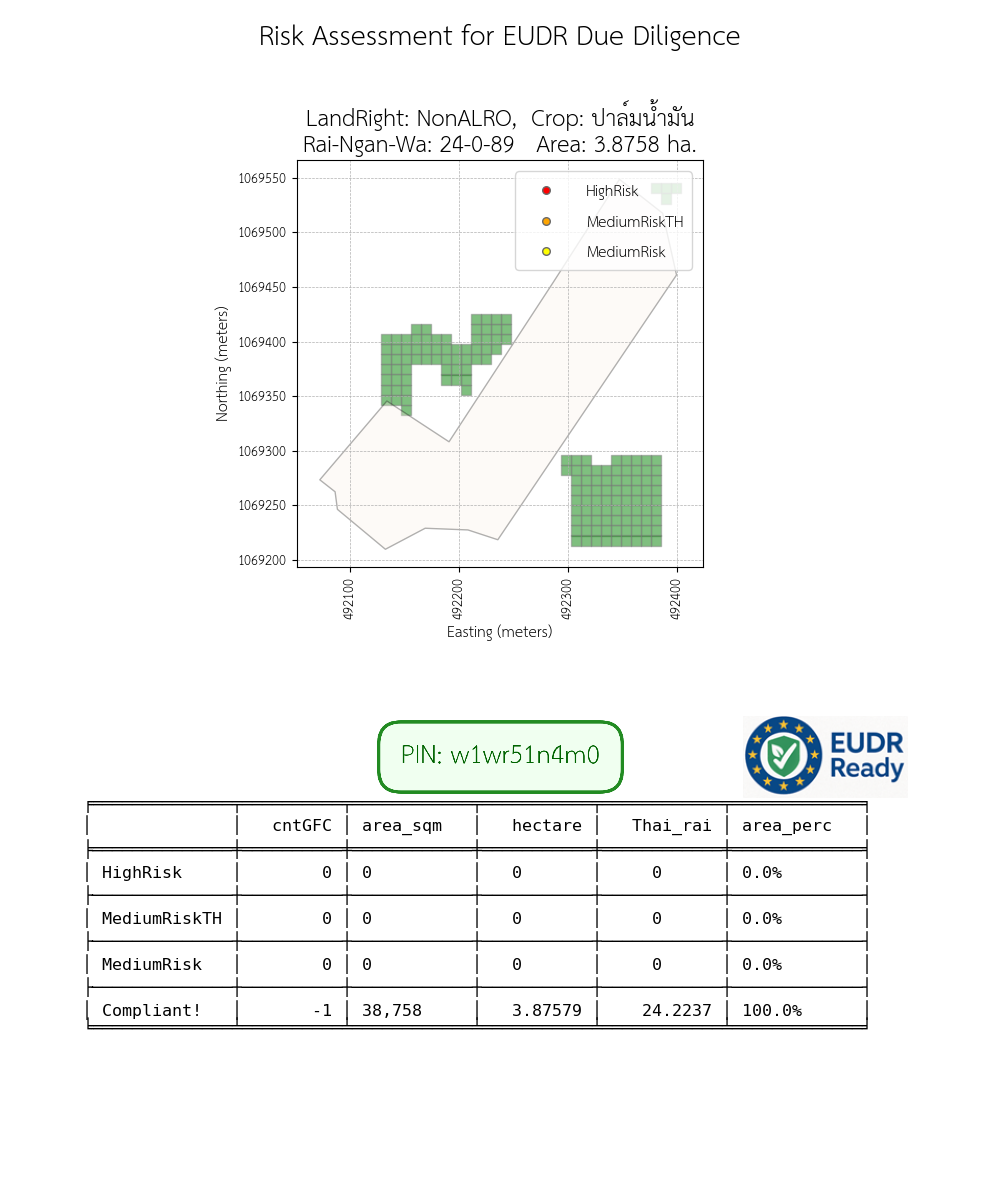 Risk Assessment for EUDR Due Diligence
LandRight: NonALRO, Crop: ปาล์มน้ำมัน
Rai-Ngan-Wa: 24-0-89 Area: 3.8758 ha.
HighRisk
MediumRiskTH
MediumRisk
1069550
1069500
1069450
1069400
1069350
1069300
1069250
1069200
Northing (meters)
492100
492200
492300
492400
Easting (meters)
PIN: w1wr51n4m0
EUDR
Ready
cntGFC area_sqm hectare Thai_rai area_perc
HighRisk 0 0 0 0 0.0%
MediumRiskTH 0 0 0 0 0.0%
MediumRisk 0 0 0 0 0.0%
Compliant! -1 38,758 3.87579 24.2237 100.0%